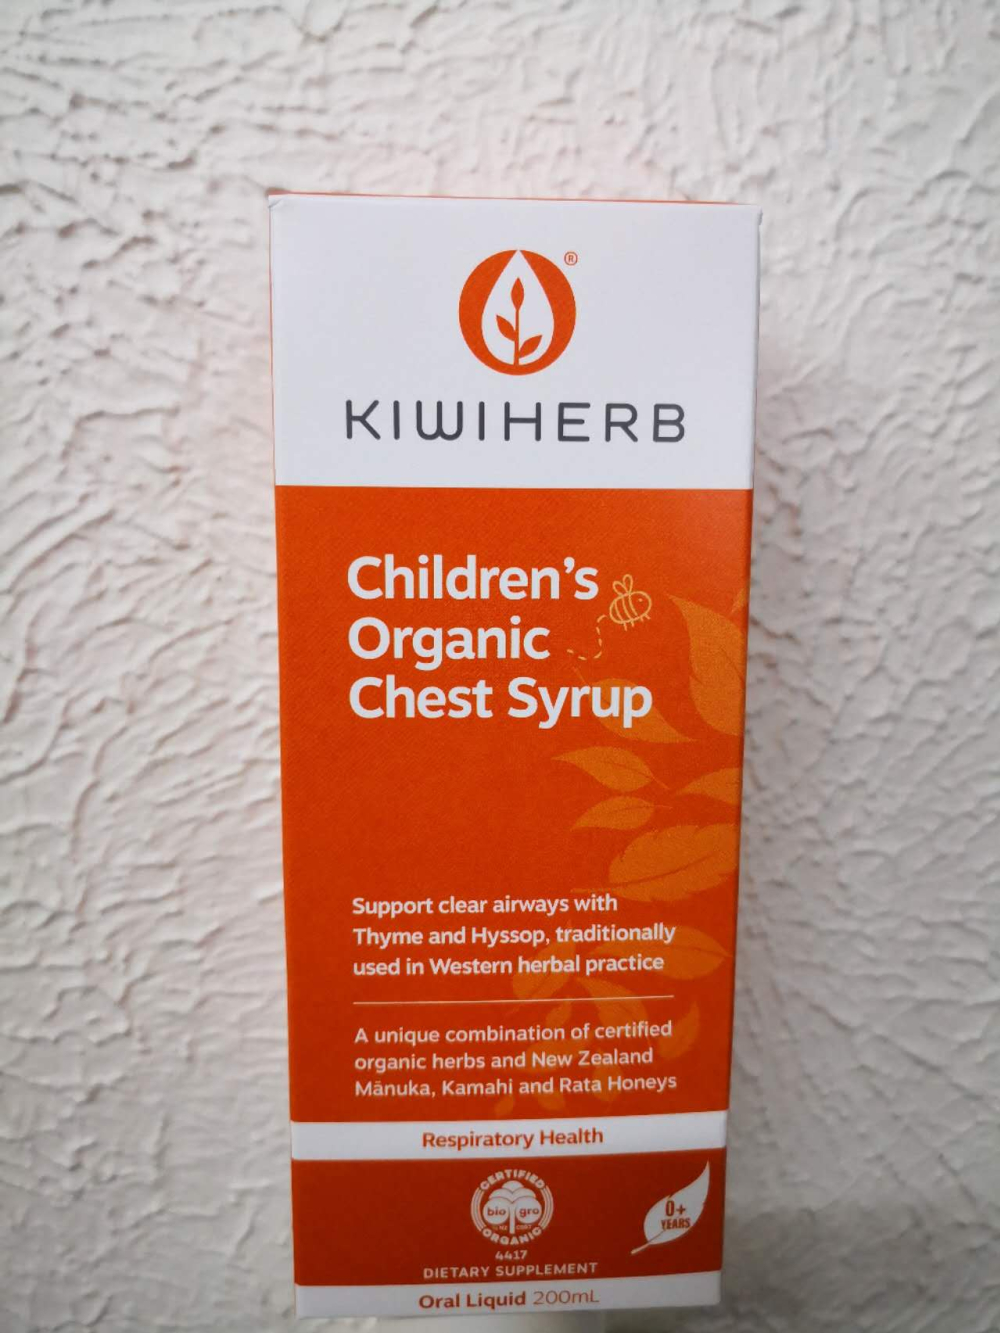 ®
KIWIHERB
Children's
Organic
Chest Syrup
Support clear airways with
Thyme and Hyssop, traditionally
used in Western herbal practice
A unique combination of certified
organic herbs and New Zealand
Mānuka, Kamahi and Rata Honeys
Respiratory Health
CERTIFIED
bio gro
ORGANIC
4417
0+
YEARS
DIETARY SUPPLEMENT
Oral Liquid 200mL